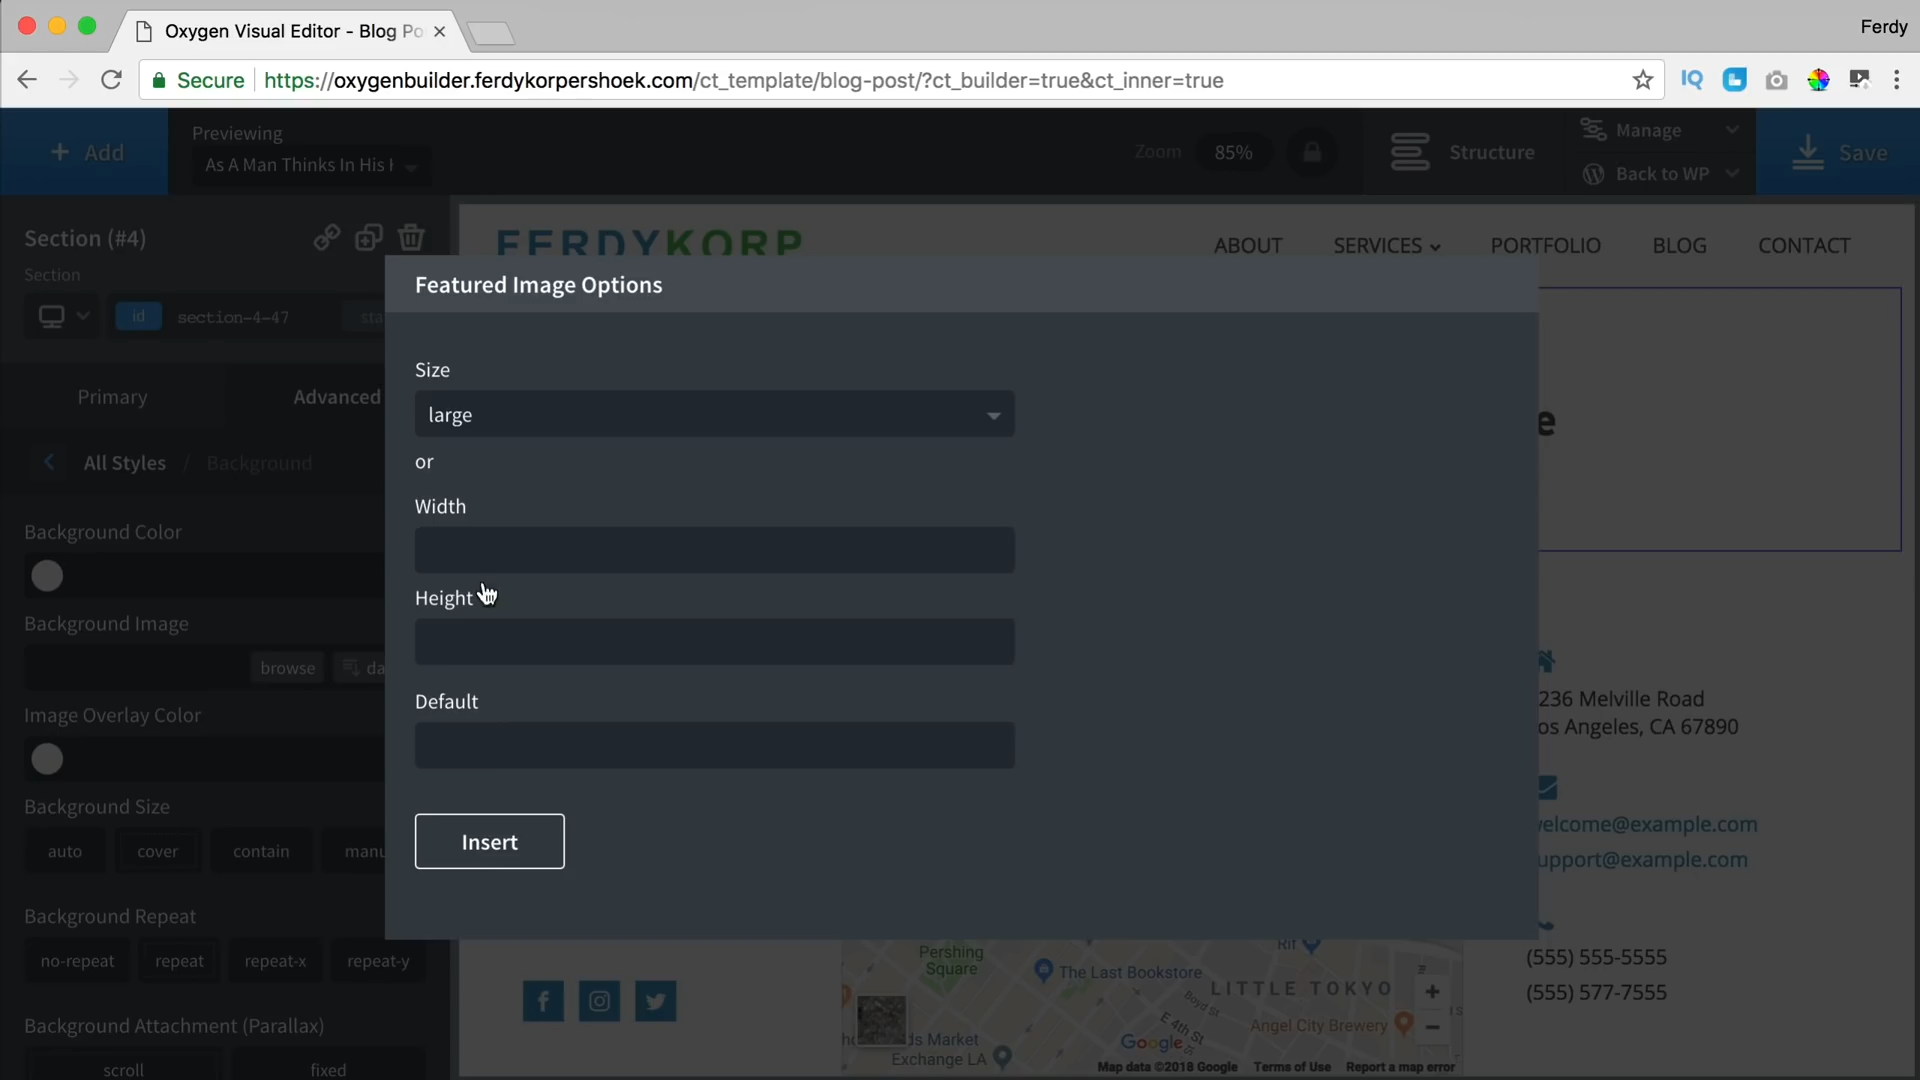 Oxygen Visual Editor - Blog Po
Ferdy
Secure
https://oxygenbuilder.ferdykorpershoek.com/ct_template/blog-post/?ct_builder=true&ct_inner=true
+ Add
Previewing
As A Man Thinks In His H
Zoom
85%
Structure
Manage
Back to WP
Save
Section (#4)
Section
id
section-4-47
sta
Primary
Advanced
All Styles / Background
Background Color
Background Image
browse
da
Image Overlay Color
Background Size
auto
cover
contain
manu
Background Repeat
no-repeat
repeat
repeat-x
repeat-y
Background Attachment (Parallax)
scroll
fixed
FERDYKORP
ABOUT
SERVICES
PORTFOLIO
BLOG
CONTACT
Featured Image Options
Size
large
or
Width
Height
Default
Insert
e
236 Melville Road
os Angeles, CA 67890
elcome@example.com
upport@example.com
(555) 555-5555
(555) 577-7555
Pershing
Square
The Last Bookstore
LITTLE TOKYO
Boyd St
E 4th St
Angel City Brewery
ds Market
Exchange LA
Google
Map data ©2018 Google
Terms of Use
Report a map error